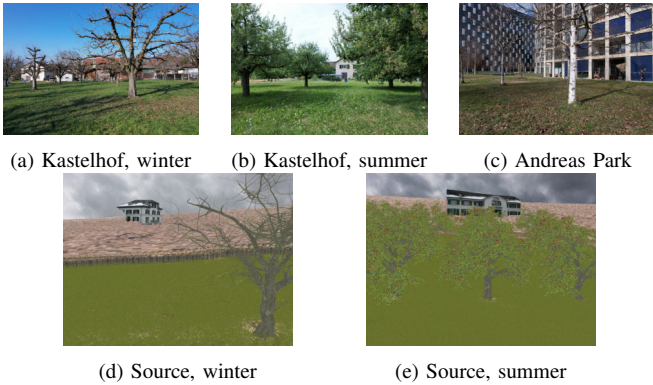 (a) Kastelhof, winter
(b) Kastelhof, summer
(c) Andreas Park
(d) Source, winter
(e) Source, summer